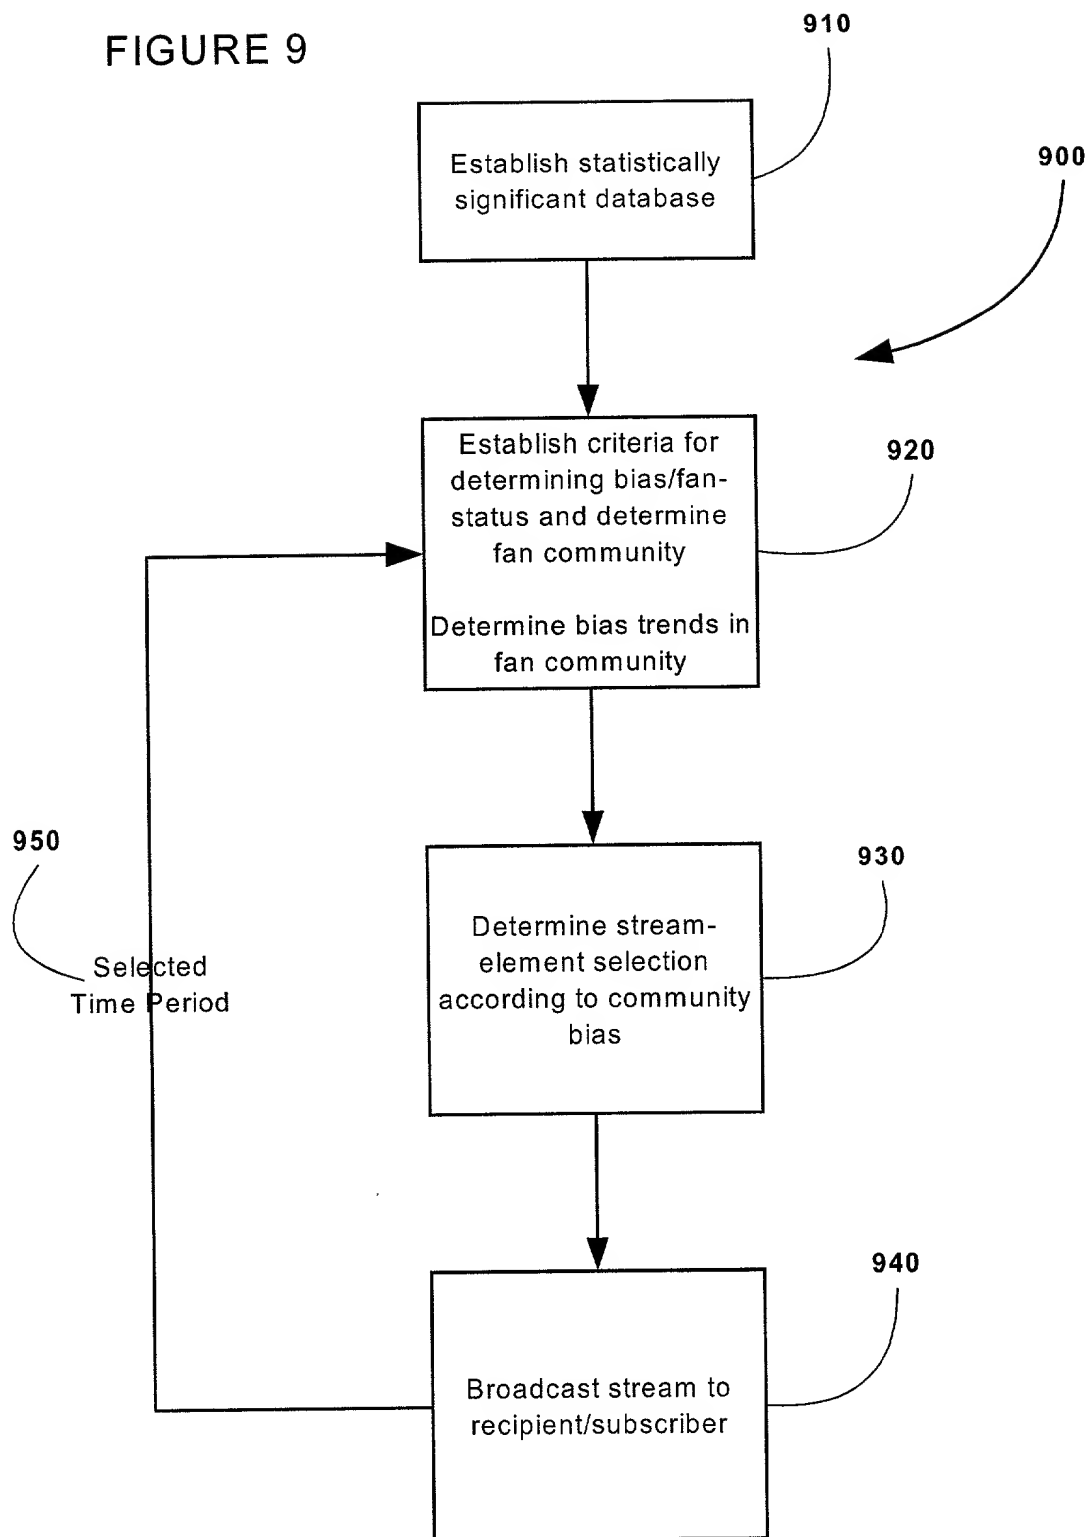 FIGURE 9
910
Establish statistically
significant database
900
Establish criteria for
determining bias/fan-
status and determine
fan community
Determine bias trends in
fan community
920
950
Selected
Time Period
930
Determine stream-
element selection
according to community
bias
940
Broadcast stream to
recipient/subscriber